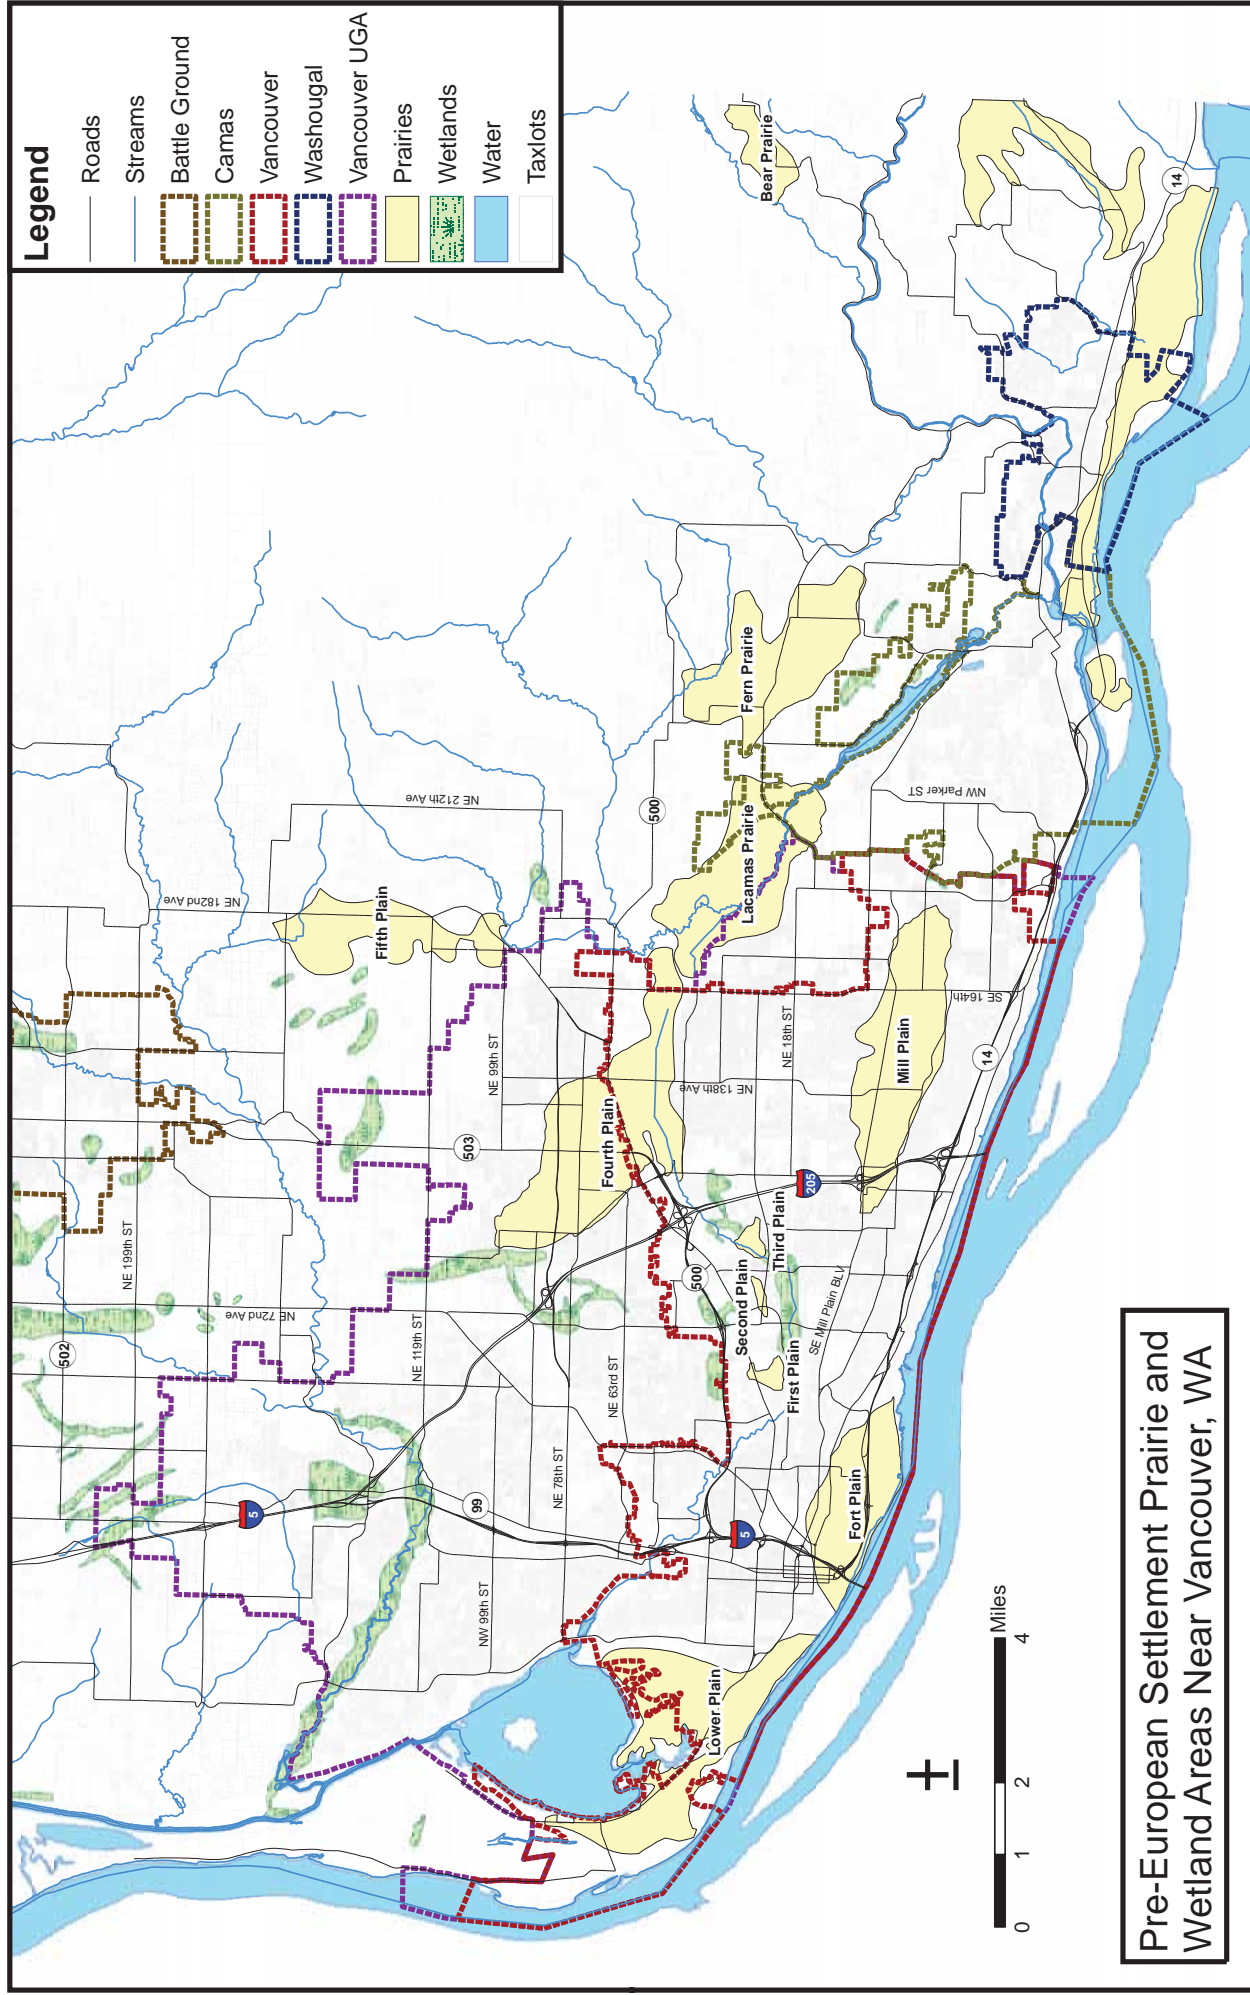 Legend
Roads
Streams
Battle Ground
Camas
Vancouver
Washougal
Vancouver UGA
Prairies
Wetlands
Water
Taxlots
502
NE 199th ST
NE 72nd Ave
NE 182nd Ave
NE 212th Ave
Fifth Plain
5
NE 119th ST
503
NE 99th ST
99
NW 99th ST
NE 78th ST
NE 63rd ST
Fourth Plain
500
500
NE 138th Ave
Lacamas Prairie
Fern Prairie
Bear Prairie
Lower Plain
5
Second Plain
Third Plain
First Plain
NE 18th ST
205
SE Mill Plain BLV
Fort Plain
Mill Plain
SE 164th
NW Parker ST
14
14
0
1
2
4
Miles
Pre-European Settlement Prairie and
Wetland Areas Near Vancouver, WA